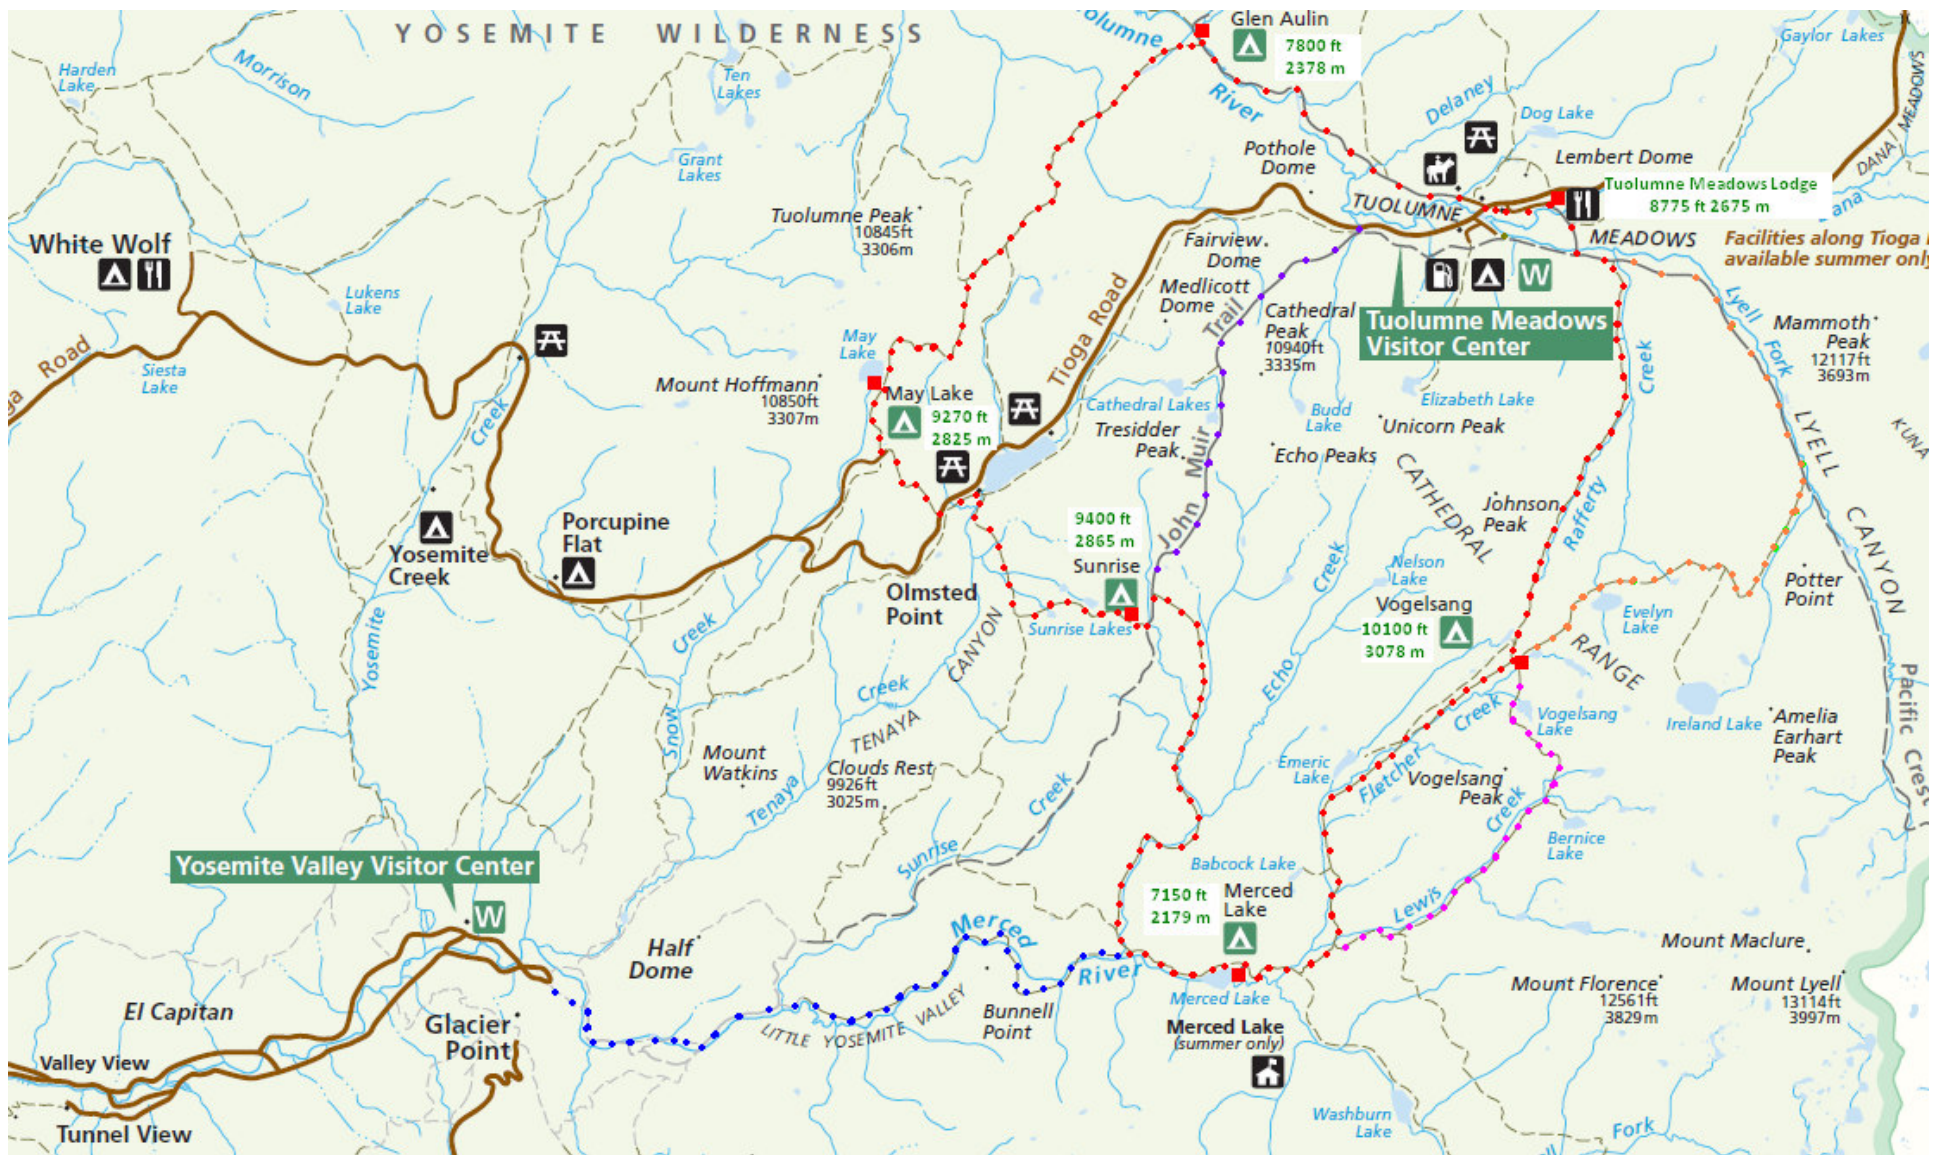 YOSEMITE WILDERNESS
Harden
Lake
Morrison
Ten
Lakes
Grant
Lakes
Tuolumne
River
Glen Aulin
7800 ft
2378 m
Gaylor Lakes
Delaney
Dog Lake
Pothole
Dome
Lembert Dome
DANA
MEADOWS
Tuolumne Meadows Lodge
8775 ft 2675 m
Dana
TUOLUMNE
MEADOWS
Facilities along Tioga
available summer only
White Wolf
Tuolumne Peak
10845ft
3306m
Fairview
Dome
Medlicott
Dome
Lukens
Lake
Siesta
Lake
Road
Tioga Road
May
Lake
Mount Hoffmann
10850ft
3307m
May Lake
9270 ft
2825 m
Cathedral
Peak
10940ft
3335m
Tuolumne Meadows
Visitor Center
Lyell
Fork
Mammoth
Peak
12117ft
3693m
Creek
Cathedral Lakes
Tresidder
Peak
Budd
Lake
Elizabeth Lake
Unicorn Peak
Echo Peaks
John Muir Trail
CATHEDRAL
RANGE
LYELL
CANYON
KUNA
Johnson
Peak
Rafferty
Creek
Yosemite
Creek
Porcupine
Flat
Olmsted
Point
9400 ft
2865 m
Sunrise
Sunrise Lakes
Nelson
Lake
Vogelsang
10100 ft
3078 m
Evelyn
Lake
Potter
Point
Yosemite
Creek
Snow
Creek
TENAYA
CANYON
Tenaya
Echo
Creek
Creek
Vogelsang
Lake
Ireland Lake
Amelia
Earhart
Peak
Pacific Crest
Mount
Watkins
Clouds Rest
9926ft
3025m
Emeric
Lake
Fletcher
Vogelsang
Peak
Bernice
Lake
Sunrise
Creek
Babcock Lake
Lewis
Creek
Yosemite Valley Visitor Center
7150 ft
2179 m
Merced
Lake
Half
Dome
Merced
River
Mount Maclure
El Capitan
Glacier
Point
LITTLE YOSEMITE VALLEY
Bunnell
Point
Merced Lake
Merced Lake
(summer only)
Mount Florence
12561ft
3829m
Mount Lyell
13114ft
3997m
Valley View
Tunnel View
Washburn
Lake
Fork
W
W